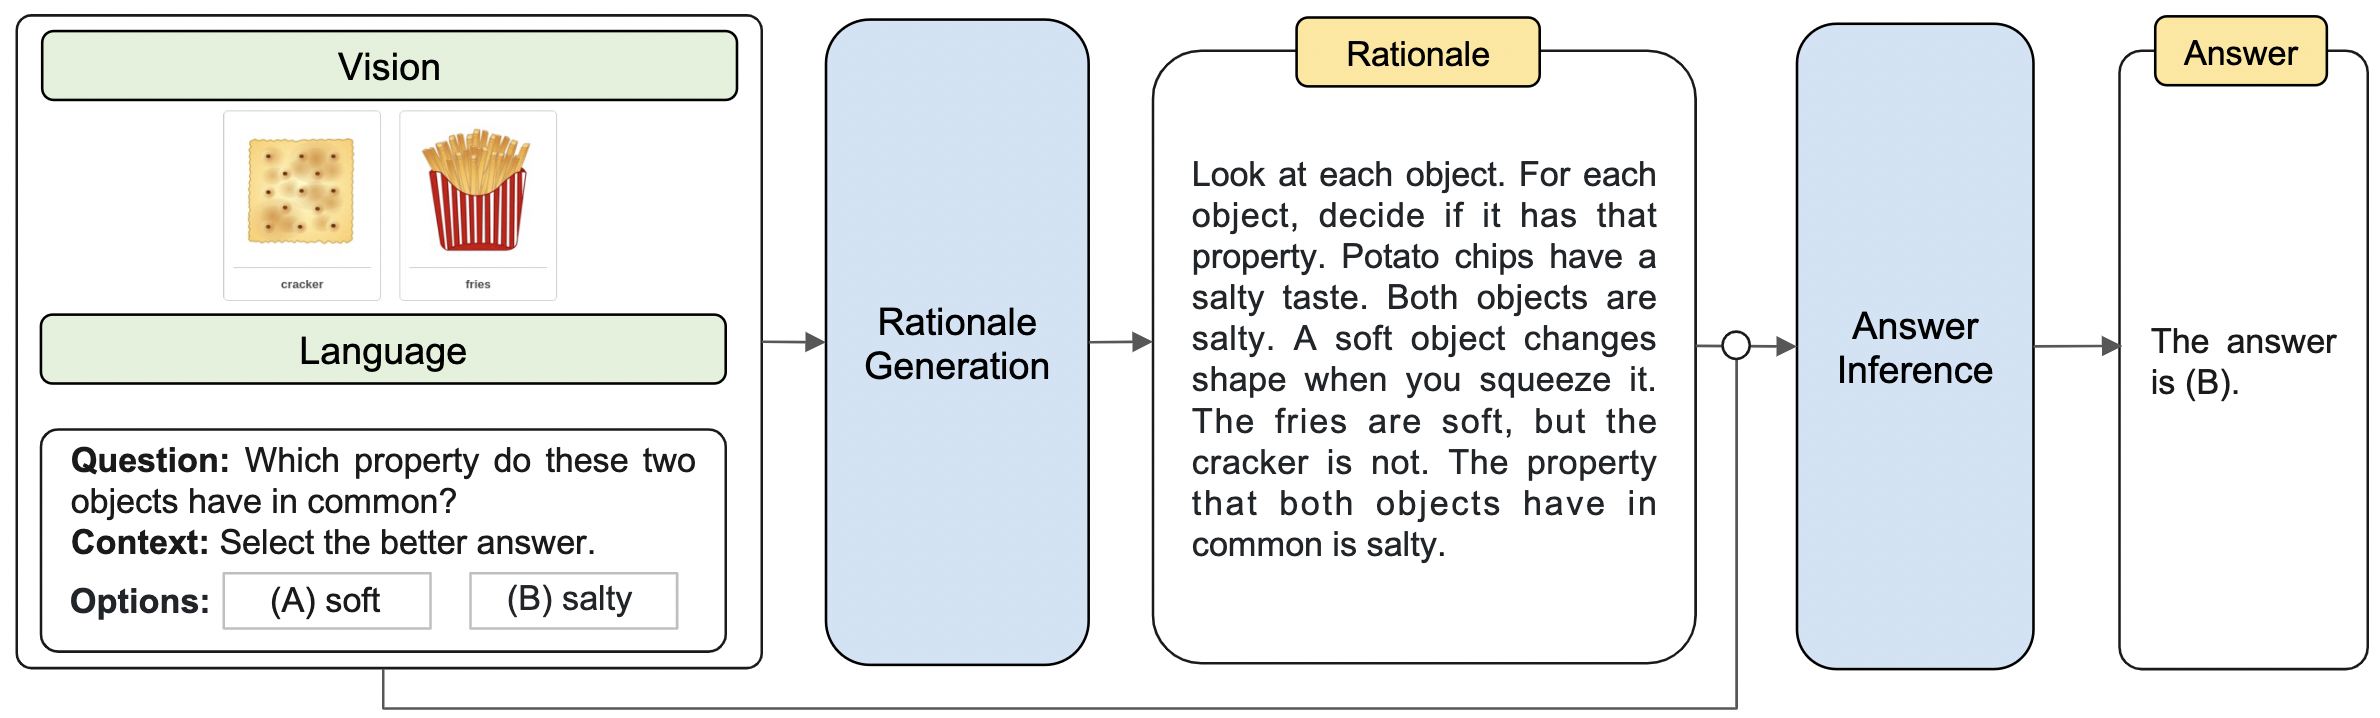 Vision
cracker
fries
Language
Question: Which property do these two
objects have in common?
Context: Select the better answer.
Options: (A) soft (B) salty
Rationale
Generation
Rationale
Look at each object. For each
object, decide if it has that
property. Potato chips have a
salty taste. Both objects are
salty. A soft object changes
shape when you squeeze it.
The fries are soft, but the
cracker is not. The property
that both objects have in
common is salty.
Answer
Inference
Answer
The answer
is (B).